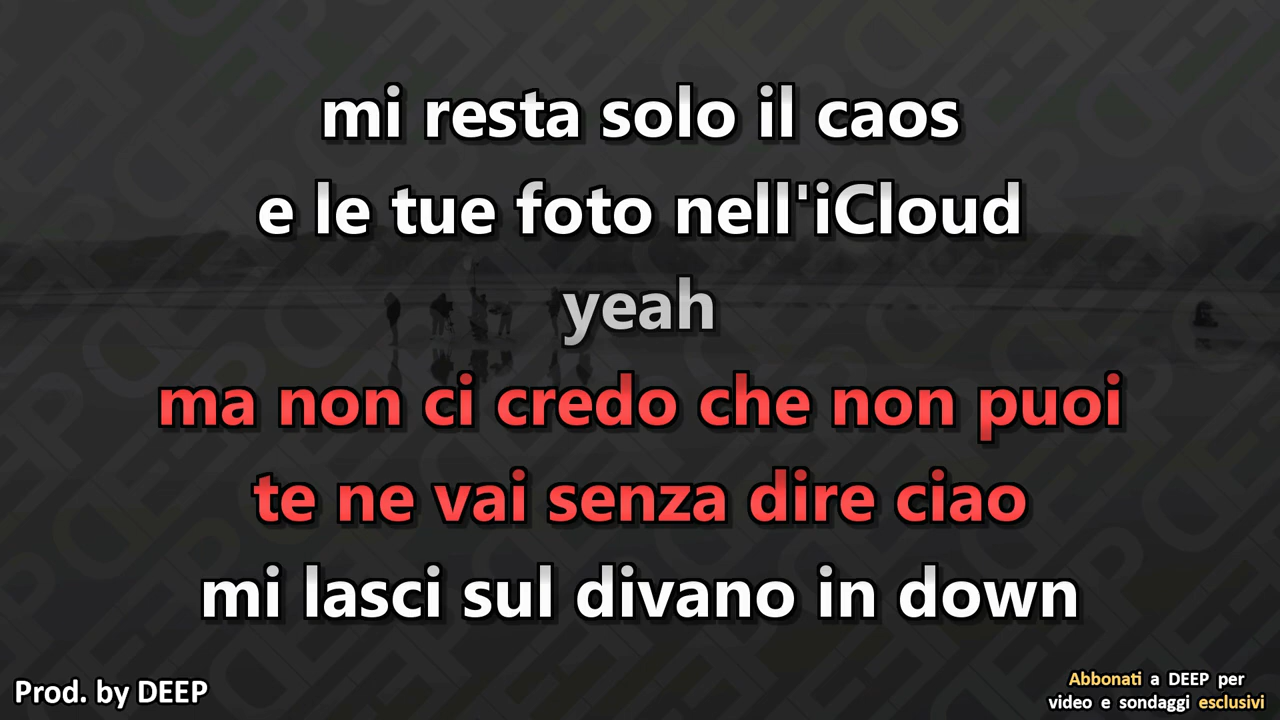 mi resta solo il caos
e le tue foto nell'iCloud
yeah
ma non ci credo che non puoi
te ne vai senza dire ciao
mi lasci sul divano in down
Prod. by DEEP
Abbonati a DEEP per
video e sondaggi esclusivi